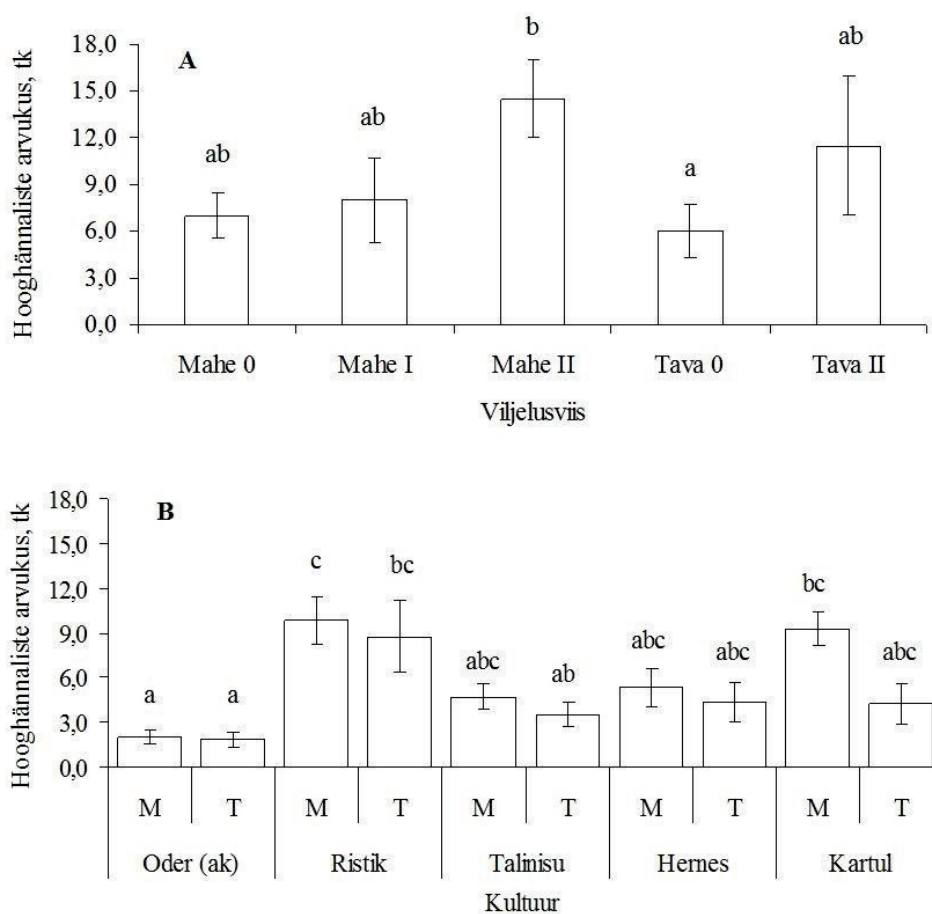 Hooghännaliste arvukus, tk
A
18,0
15,0
12,0
9,0
6,0
3,0
0,0
ab
ab
b
a
ab
Mahe 0 Mahe I Mahe II Tava 0 Tava II
Viljelusviis
Hooghännaliste arvukus, tk
B
18,0
15,0
12,0
9,0
6,0
3,0
0,0
a
a
c
bc
abc
ab
abc
abc
bc
abc
M T M T M T M T M T
Oder (ak) Ristik Talinisu Hernes Kartul
Kultuur